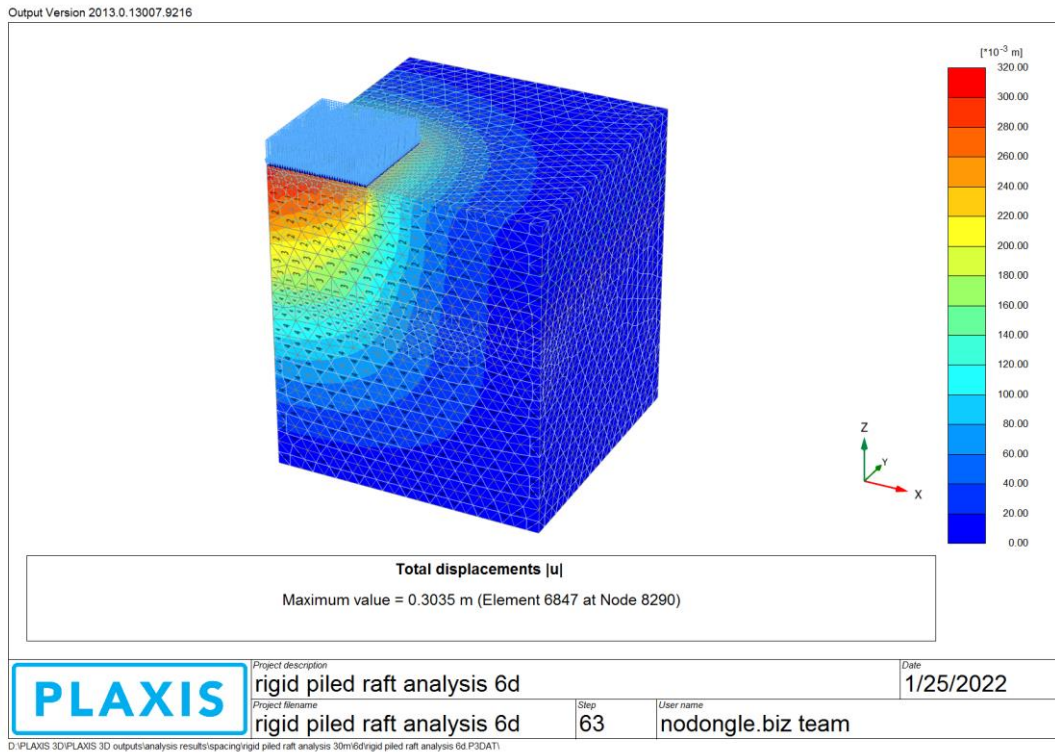 Output Version 2013.0.13007.9216
[*10⁻³ m]
320.00
300.00
280.00
260.00
240.00
220.00
200.00
180.00
160.00
140.00
120.00
100.00
80.00
60.00
40.00
20.00
0.00
Z
Y
X
Total displacements |u|
Maximum value = 0.3035 m (Element 6847 at Node 8290)
PLAXIS
Project description
rigid piled raft analysis 6d
Date
1/25/2022
Project filename
rigid piled raft analysis 6d
Step
63
User name
nodongle.biz team
D:\PLAXIS 3D\PLAXIS 3D outputs\analysis results\spacing\rigid piled raft analysis 30m\6d\rigid piled raft analysis 6d.P3DAT\